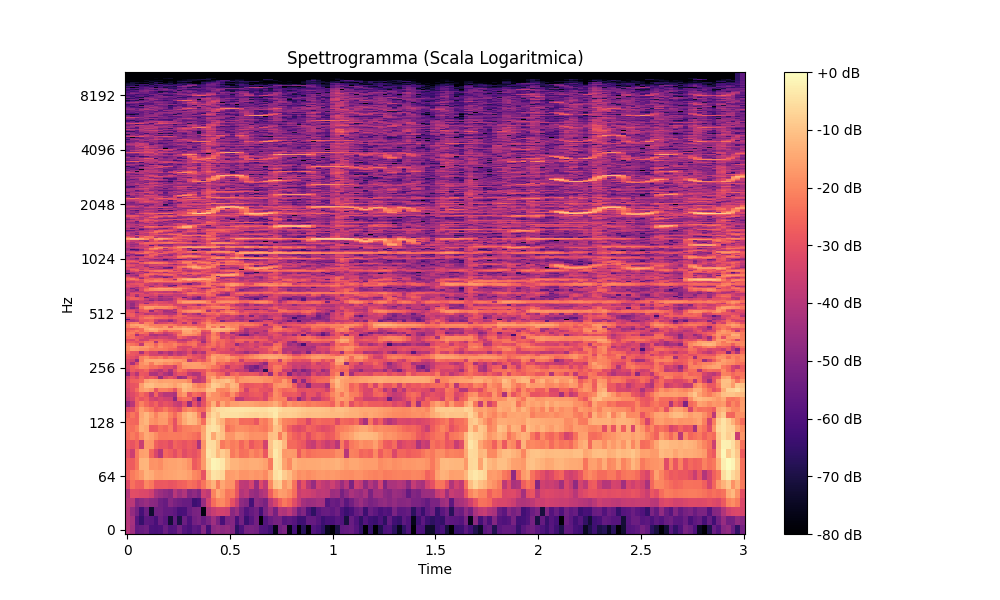 Spettrogramma (Scala Logaritmica)
Hz
8192
4096
2048
1024
512
256
128
64
0
0 0.5 1 1.5 2 2.5 3
Time
+0 dB
-10 dB
-20 dB
-30 dB
-40 dB
-50 dB
-60 dB
-70 dB
-80 dB